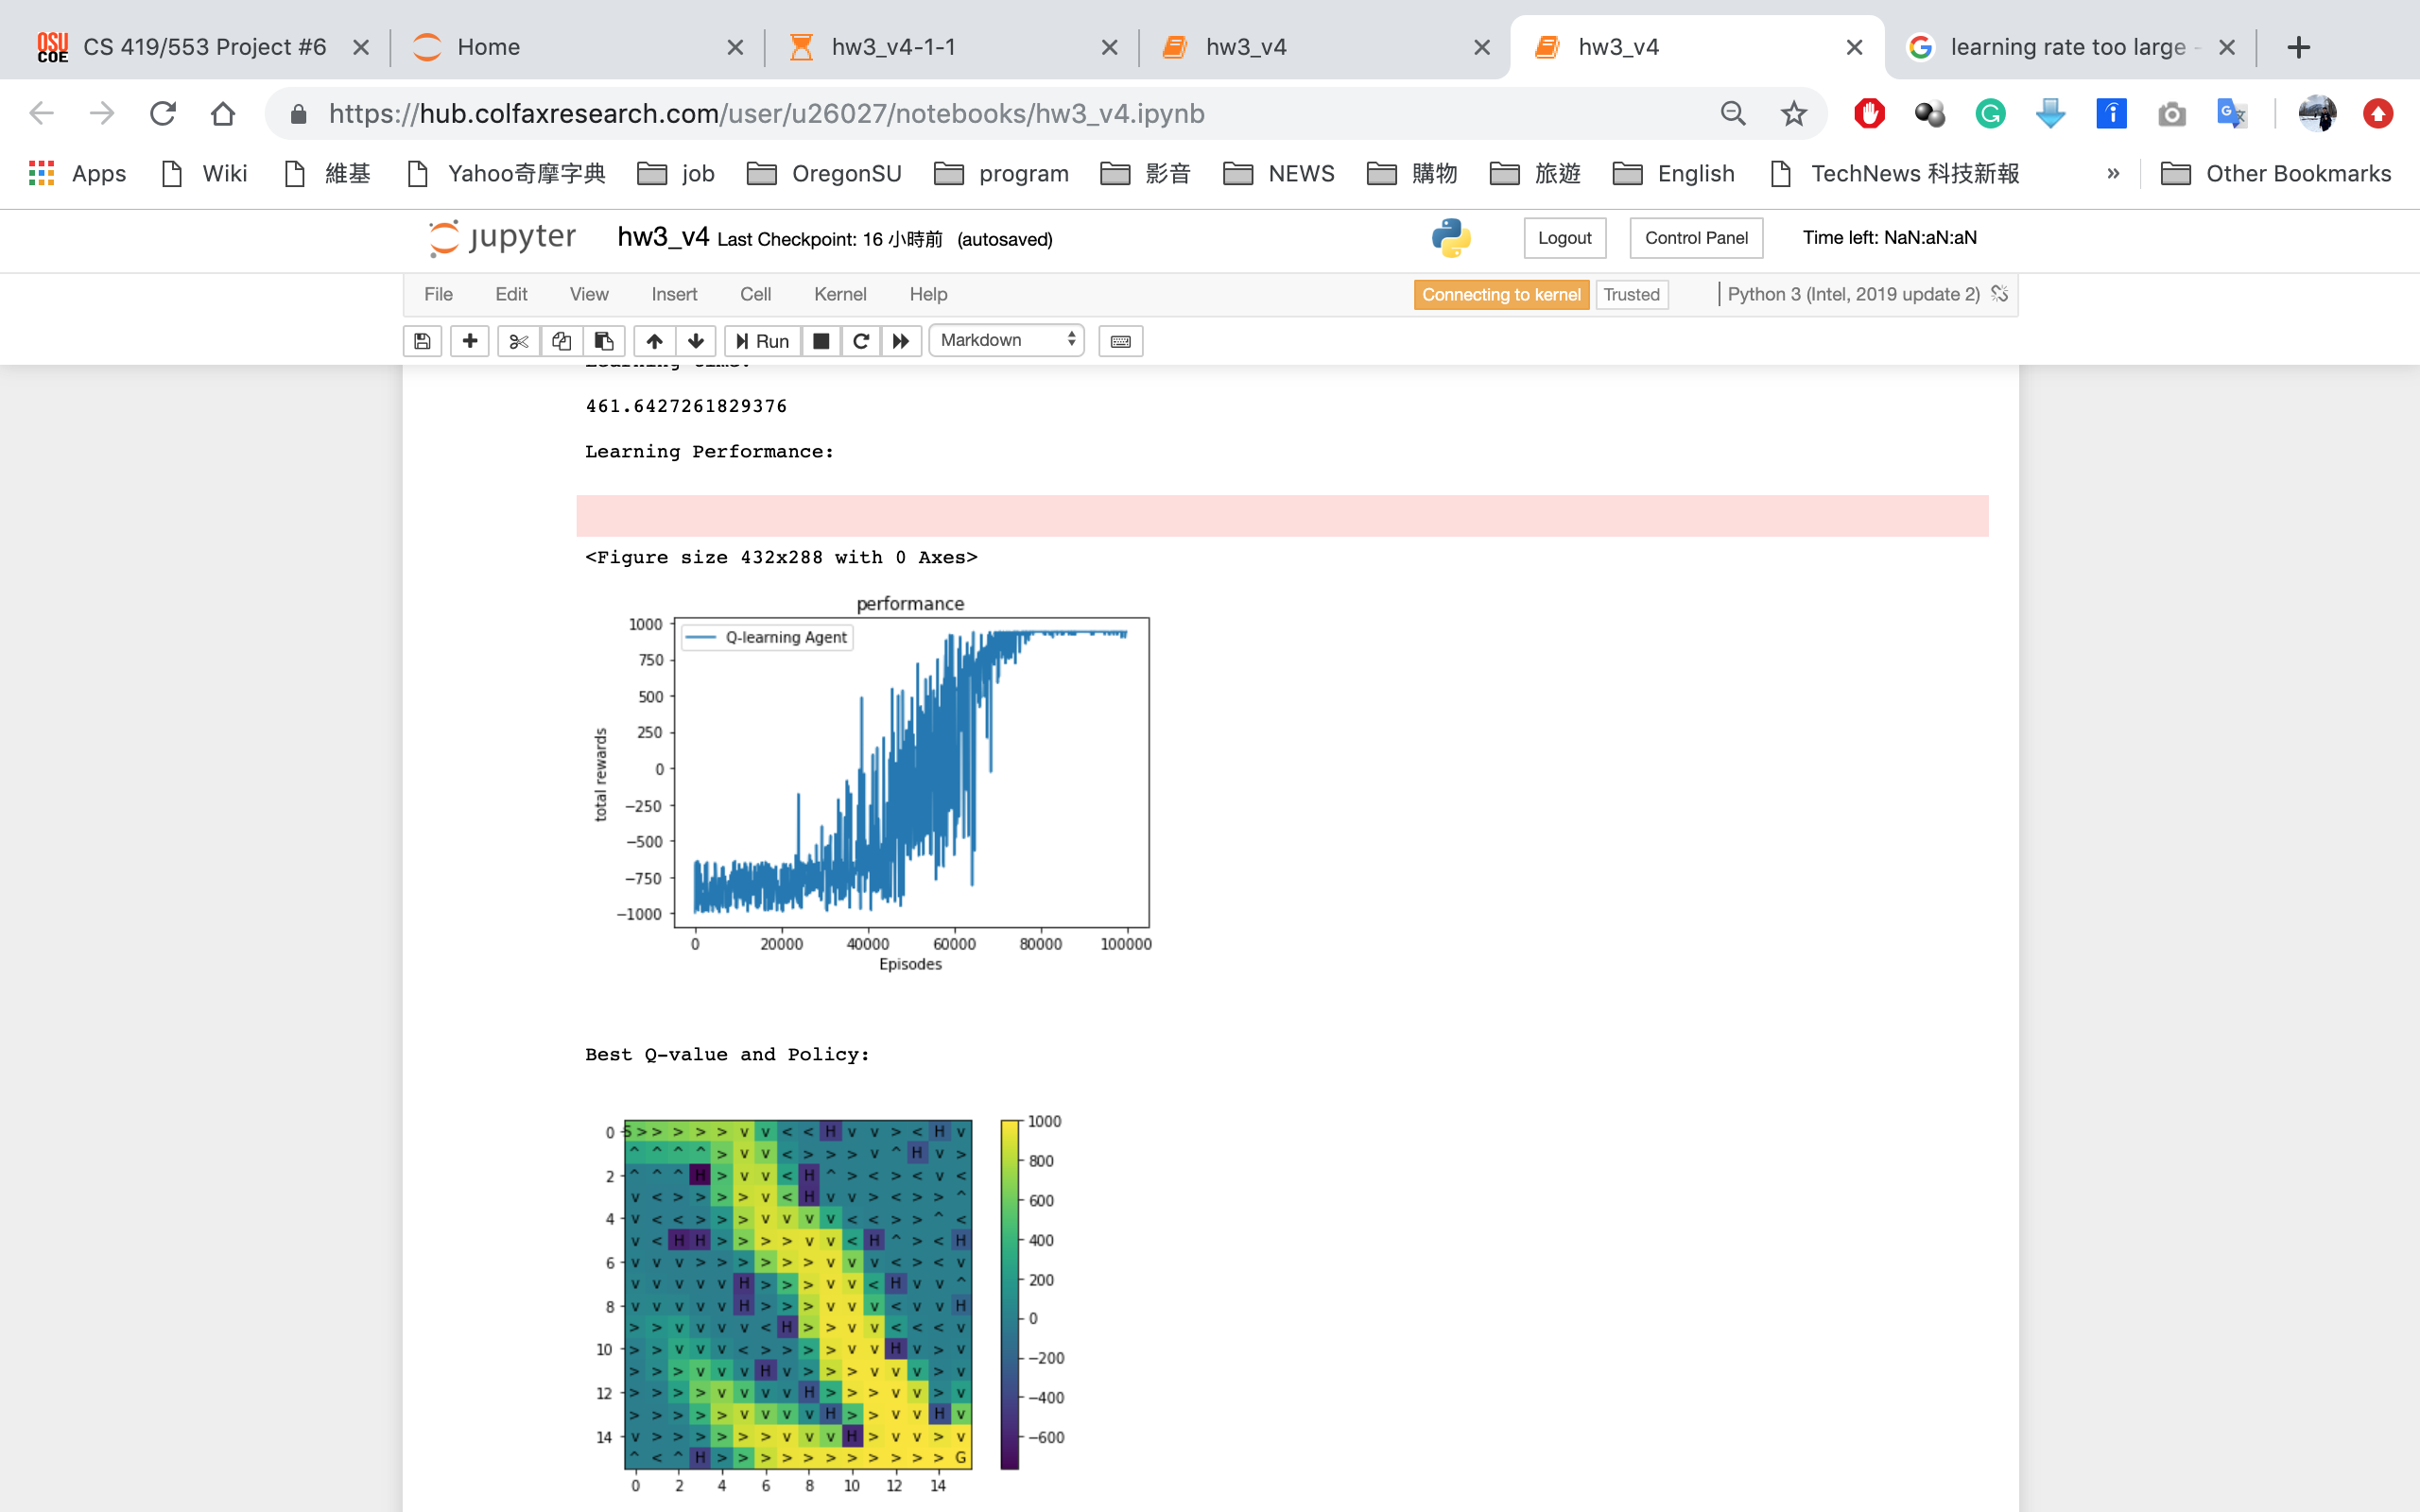 OSU COE CS 419/553 Project #6
Home
hw3_v4-1-1
hw3_v4
hw3_v4
learning rate too large -
https://hub.colfaxresearch.com/user/u26027/notebooks/hw3_v4.ipynb
Apps Wiki 維基 Yahoo奇摩字典 job OregonSU program 影音 NEWS 購物 旅遊 English TechNews 科技新報 » Other Bookmarks
jupyter hw3_v4 Last Checkpoint: 16 小時前 (autosaved) Logout Control Panel Time left: NaN:aN:aN
File Edit View Insert Cell Kernel Help Connecting to kernel Trusted Python 3 (Intel, 2019 update 2)
Run Markdown
461.6427261829376
Learning Performance:
<Figure size 432x288 with 0 Axes>
performance
Q-learning Agent
1000
750
500
250
0
−250
−500
−750
−1000
total rewards
0 20000 40000 60000 80000 100000
Episodes
Best Q-value and Policy:
0 S > > > > > v v < < H v v > < H v
^ ^ ^ ^ > v v < > > > v ^ H v >
2 ^ ^ ^ H > v v < H ^ > < > < v <
v < > > > > v < H v v > < > > ^
4 v < < > > > v v v v < < > > ^ <
v < H H > > > > v v < H ^ > < H
6 v v v > > > > > > v v v < > < v
v v v v v H > > > v v < H v v ^
8 v v v v v H > > > v v v < v v H
> > v v v v < H > > v v < < < v
10 > > v v v < > > > > v v H v > v
> > > v v v H v > > > v v v > v
12 > > > > v v v v H > > > v v > v
> > > > > v v v v H > > v v H v
14 v > > > > > > v v v H > v v > v
^ < ^ H > > > > > > > > > > > G
0 2 4 6 8 10 12 14
1000
800
600
400
200
0
−200
−400
−600